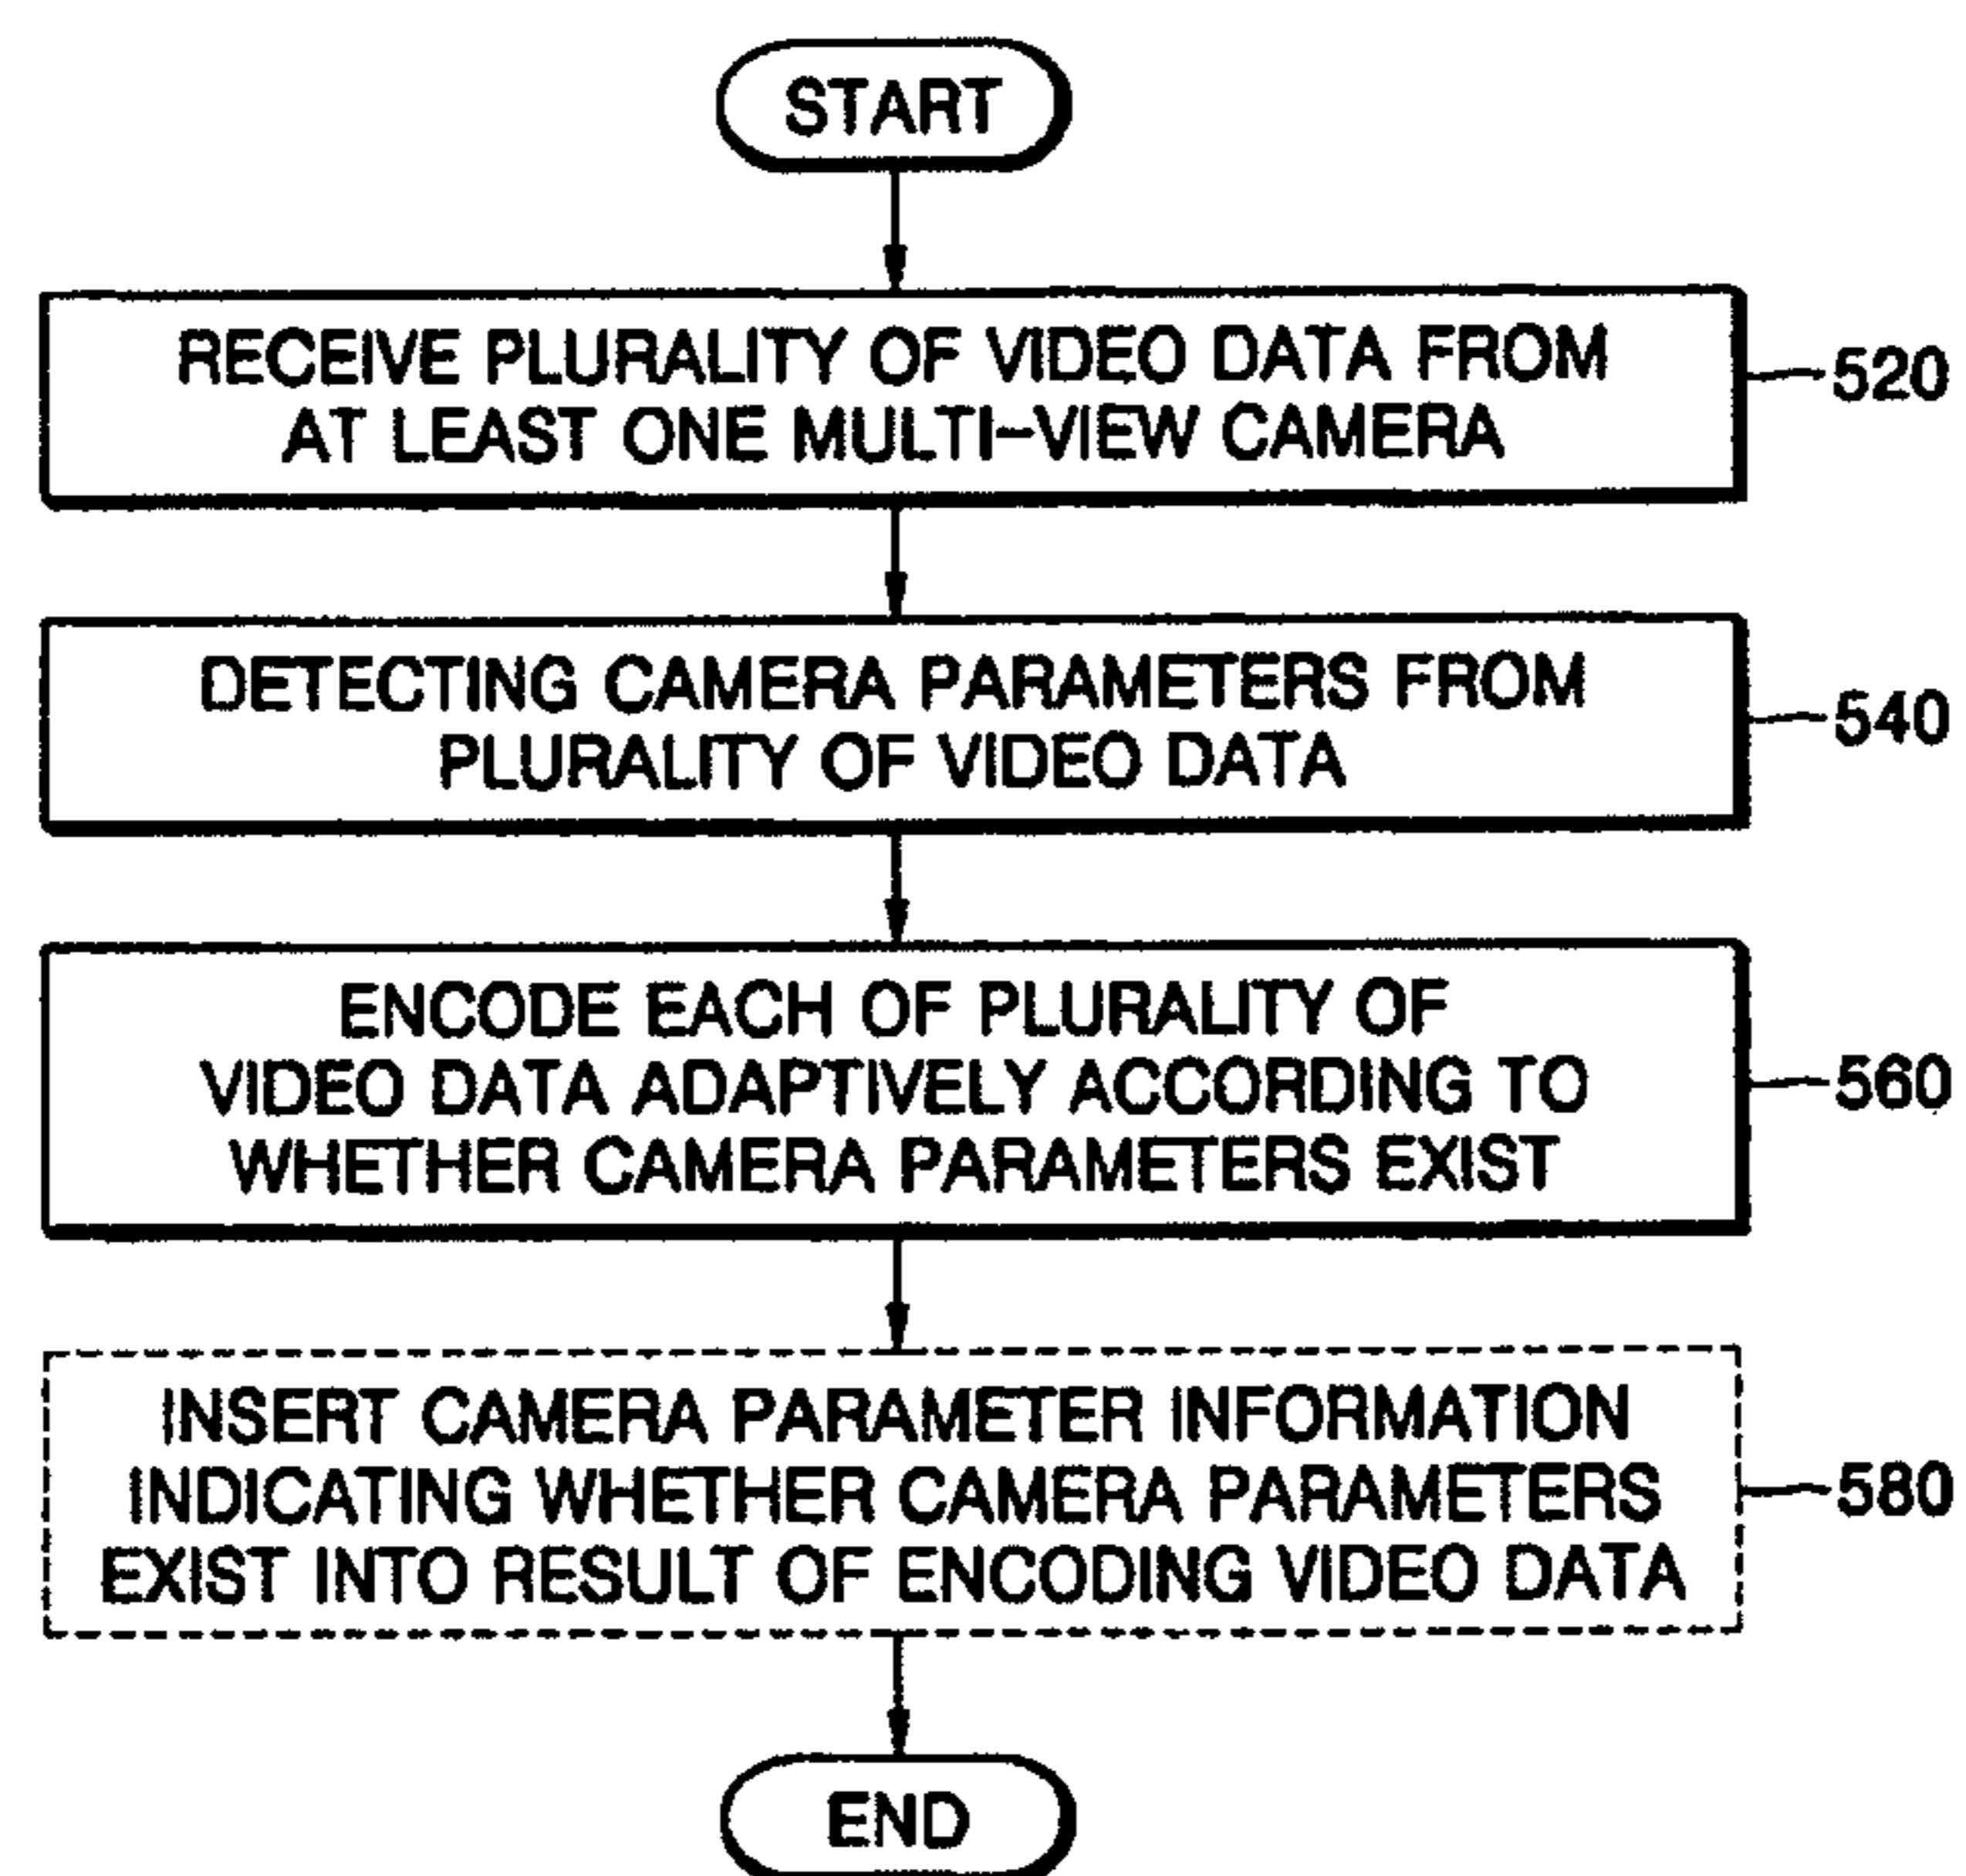 START
RECEIVE PLURALITY OF VIDEO DATA FROM
AT LEAST ONE MULTI-VIEW CAMERA
520
DETECTING CAMERA PARAMETERS FROM
PLURALITY OF VIDEO DATA
540
ENCODE EACH OF PLURALITY OF
VIDEO DATA ADAPTIVELY ACCORDING TO
WHETHER CAMERA PARAMETERS EXIST
560
INSERT CAMERA PARAMETER INFORMATION
INDICATING WHETHER CAMERA PARAMETERS
EXIST INTO RESULT OF ENCODING VIDEO DATA
580
END